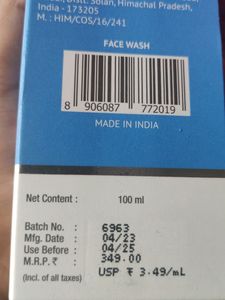 Distt. Solan, Himachal Pradesh,
India - 173205
M. : HIM/COS/16/241
FACE WASH
8 906087 772019
MADE IN INDIA
Net Content : 100 ml
Batch No. : 6963
Mfg. Date : 04/23
Use Before : 04/25
M.R.P. ₹ : 349.00
(Incl. of all taxes) USP ₹ 3.49/mL